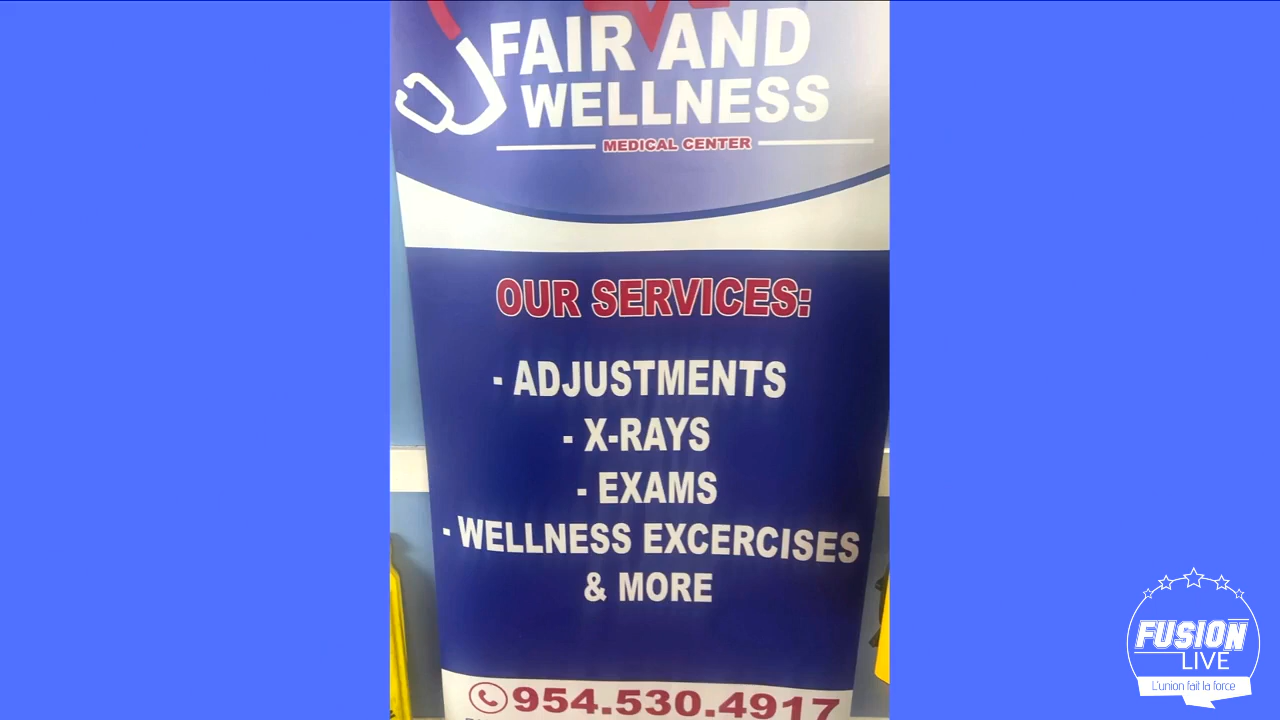 FAIR AND
WELLNESS
MEDICAL CENTER
OUR SERVICES:
- ADJUSTMENTS
- X-RAYS
- EXAMS
- WELLNESS EXCERCISES
& MORE
954.530.4917
FUSION
LIVE
L'union fait la force